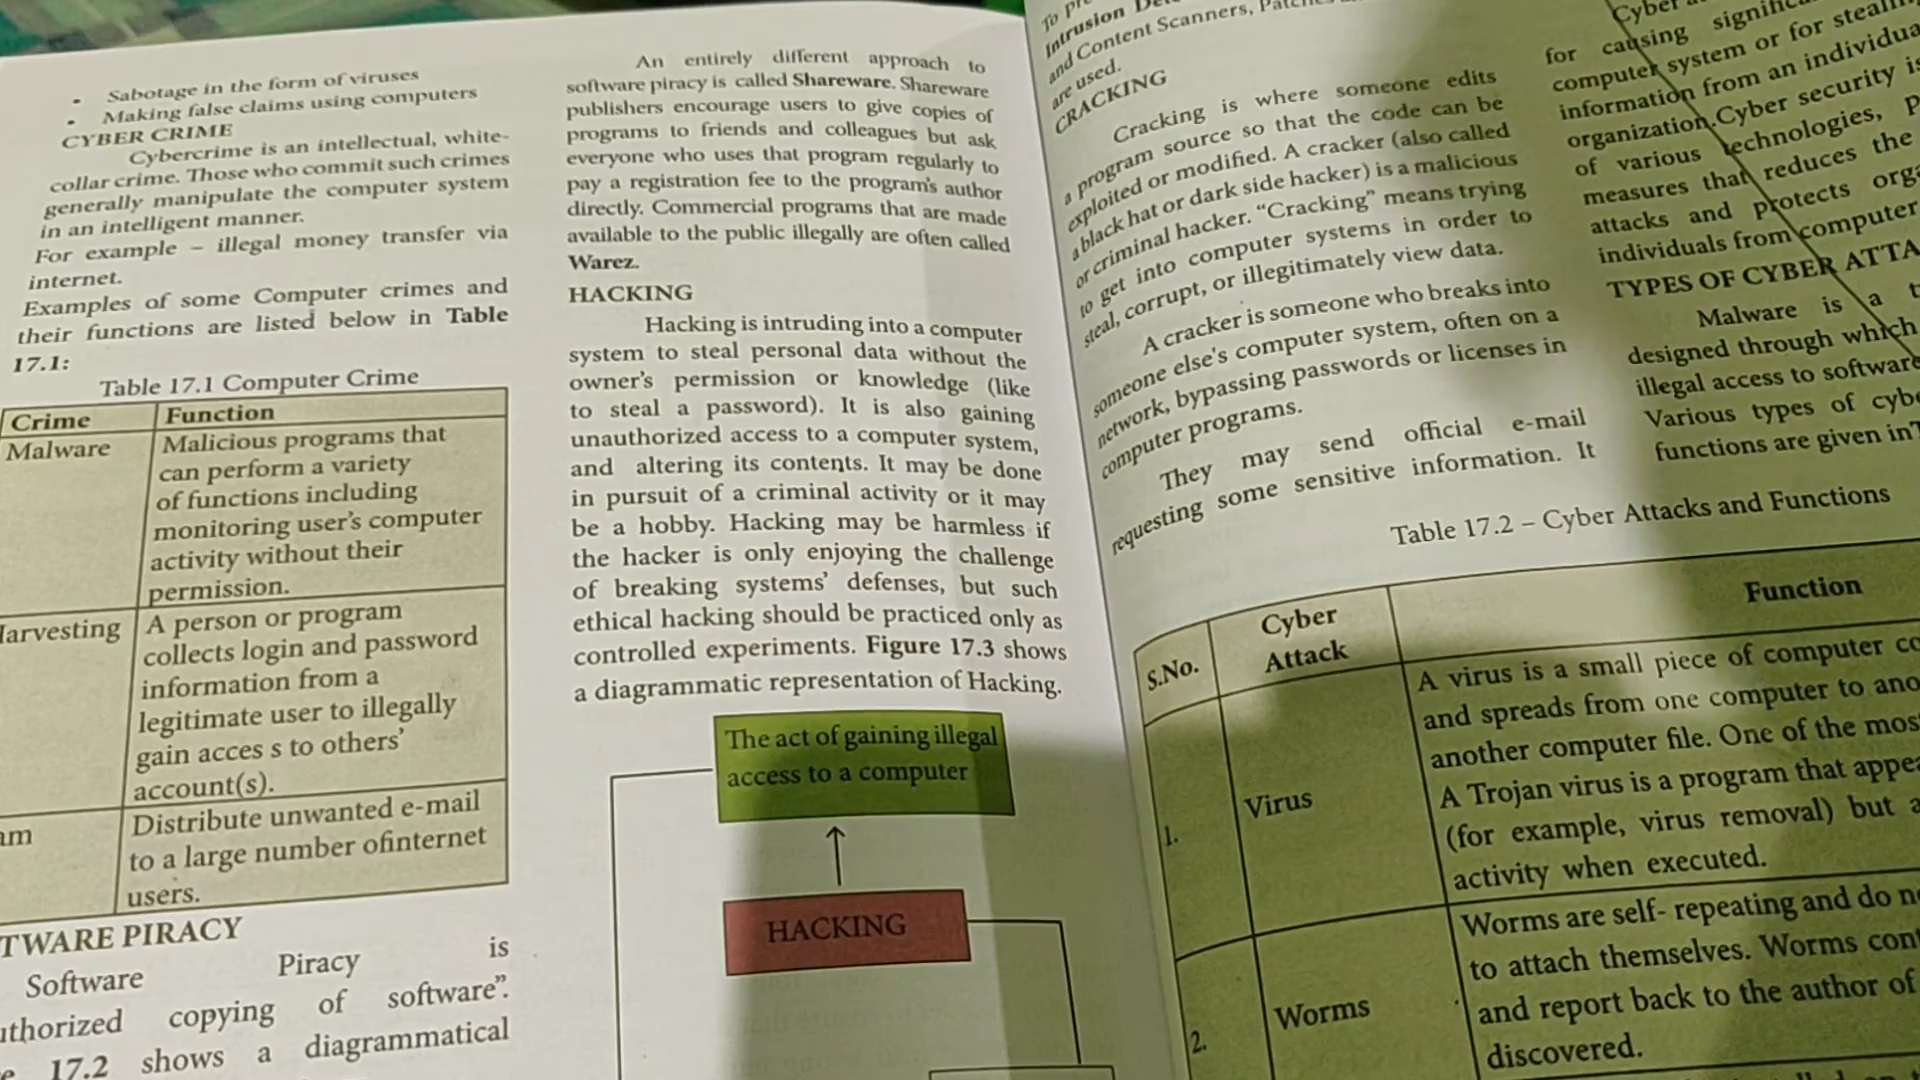 Sabotage in the form of viruses
Making false claims using computers
CYBER CRIME
Cybercrime is an intellectual, white-
collar crime. Those who commit such crimes
generally manipulate the computer system
in an intelligent manner.
For example – illegal money transfer via
internet.
Examples of some Computer crimes and
their functions are listed below in Table
17.1:
Table 17.1 Computer Crime
Crime
Function
Malware
Malicious programs that
can perform a variety
of functions including
monitoring user's computer
activity without their
permission.
arvesting
A person or program
collects login and password
information from a
legitimate user to illegally
gain acces s to others'
account(s).
am
Distribute unwanted e-mail
to a large number ofinternet
users.
TWARE PIRACY
Software Piracy is
thorized copying of software”.
17.2 shows a diagrammatical
An entirely different approach to
software piracy is called Shareware. Shareware
publishers encourage users to give copies of
programs to friends and colleagues but ask
everyone who uses that program regularly to
pay a registration fee to the program's author
directly. Commercial programs that are made
available to the public illegally are often called
Warez.
HACKING
Hacking is intruding into a computer
system to steal personal data without the
owner's permission or knowledge (like
to steal a password). It is also gaining
unauthorized access to a computer system,
and altering its contents. It may be done
in pursuit of a criminal activity or it may
be a hobby. Hacking may be harmless if
the hacker is only enjoying the challenge
of breaking systems' defenses, but such
ethical hacking should be practiced only as
controlled experiments. Figure 17.3 shows
a diagrammatic representation of Hacking.
The act of gaining illegal
access to a computer
HACKING
To
Intrusion
and Content Scanners,
are used.
CRACKING
Cracking is where someone edits
a program source so that the code can be
exploited or modified. A cracker (also called
a black hat or dark side hacker) is a malicious
or criminal hacker. “Cracking” means trying
to get into computer systems in order to
steal, corrupt, or illegitimately view data.
A cracker is someone who breaks into
someone else's computer system, often on a
network, bypassing passwords or licenses in
computer programs.
They may send official e-mail
requesting some sensitive information. It
Cyber
for causing
computer system or for
information from an
organization.Cyber security is
of various technologies,
measures that reduces the
attacks and protects
individuals from computer
TYPES OF CYBER ATTA
Malware is a
designed through which
illegal access to software
Various types of
functions are given in
Table 17.2 – Cyber Attacks and Functions
S.No.
Cyber
Attack
Function
1.
Virus
A virus is a small piece of computer
and spreads from one computer to
another computer file. One of the
A Trojan virus is a program that
(for example, virus removal) but
activity when executed.
2.
Worms
Worms are self- repeating and do
to attach themselves. Worms
and report back to the author of
discovered.